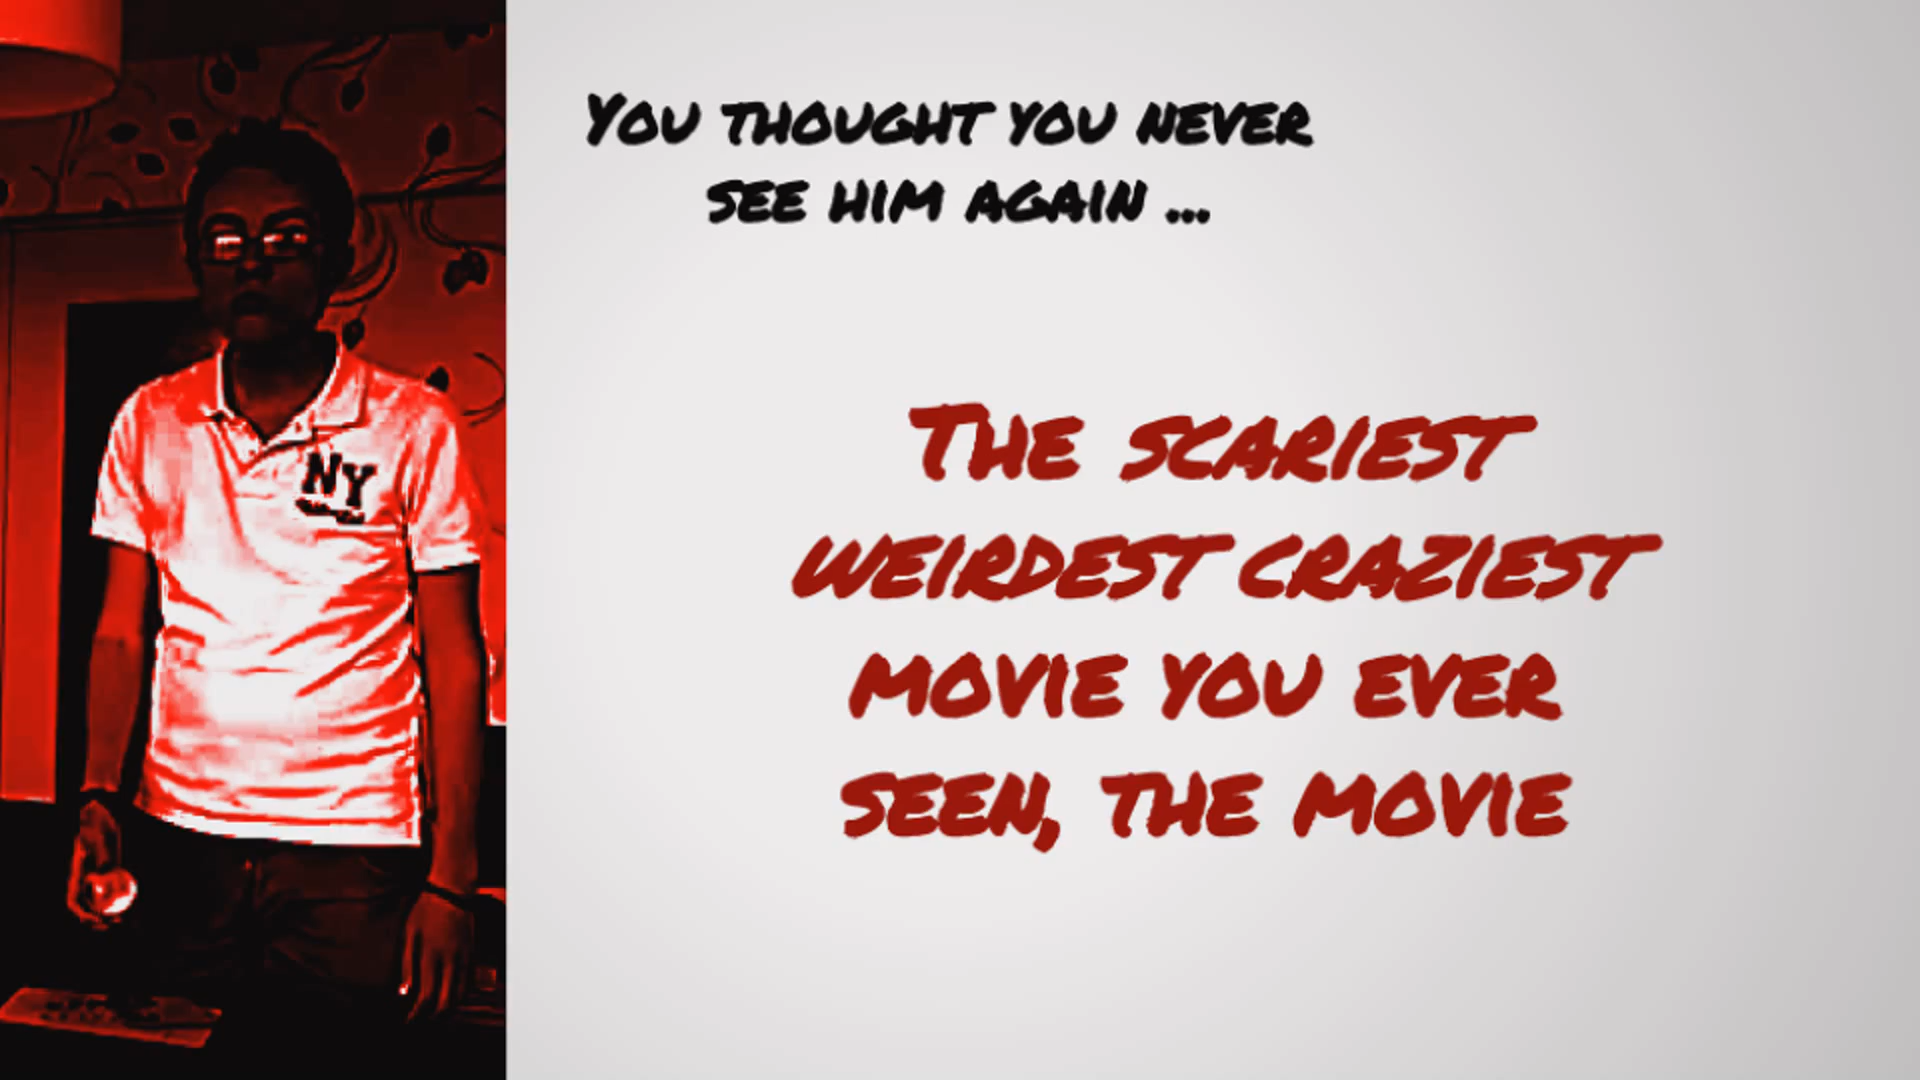 You thought you never
see him again ...
The scariest
weirdest craziest
movie you ever
seen, the movie
NY